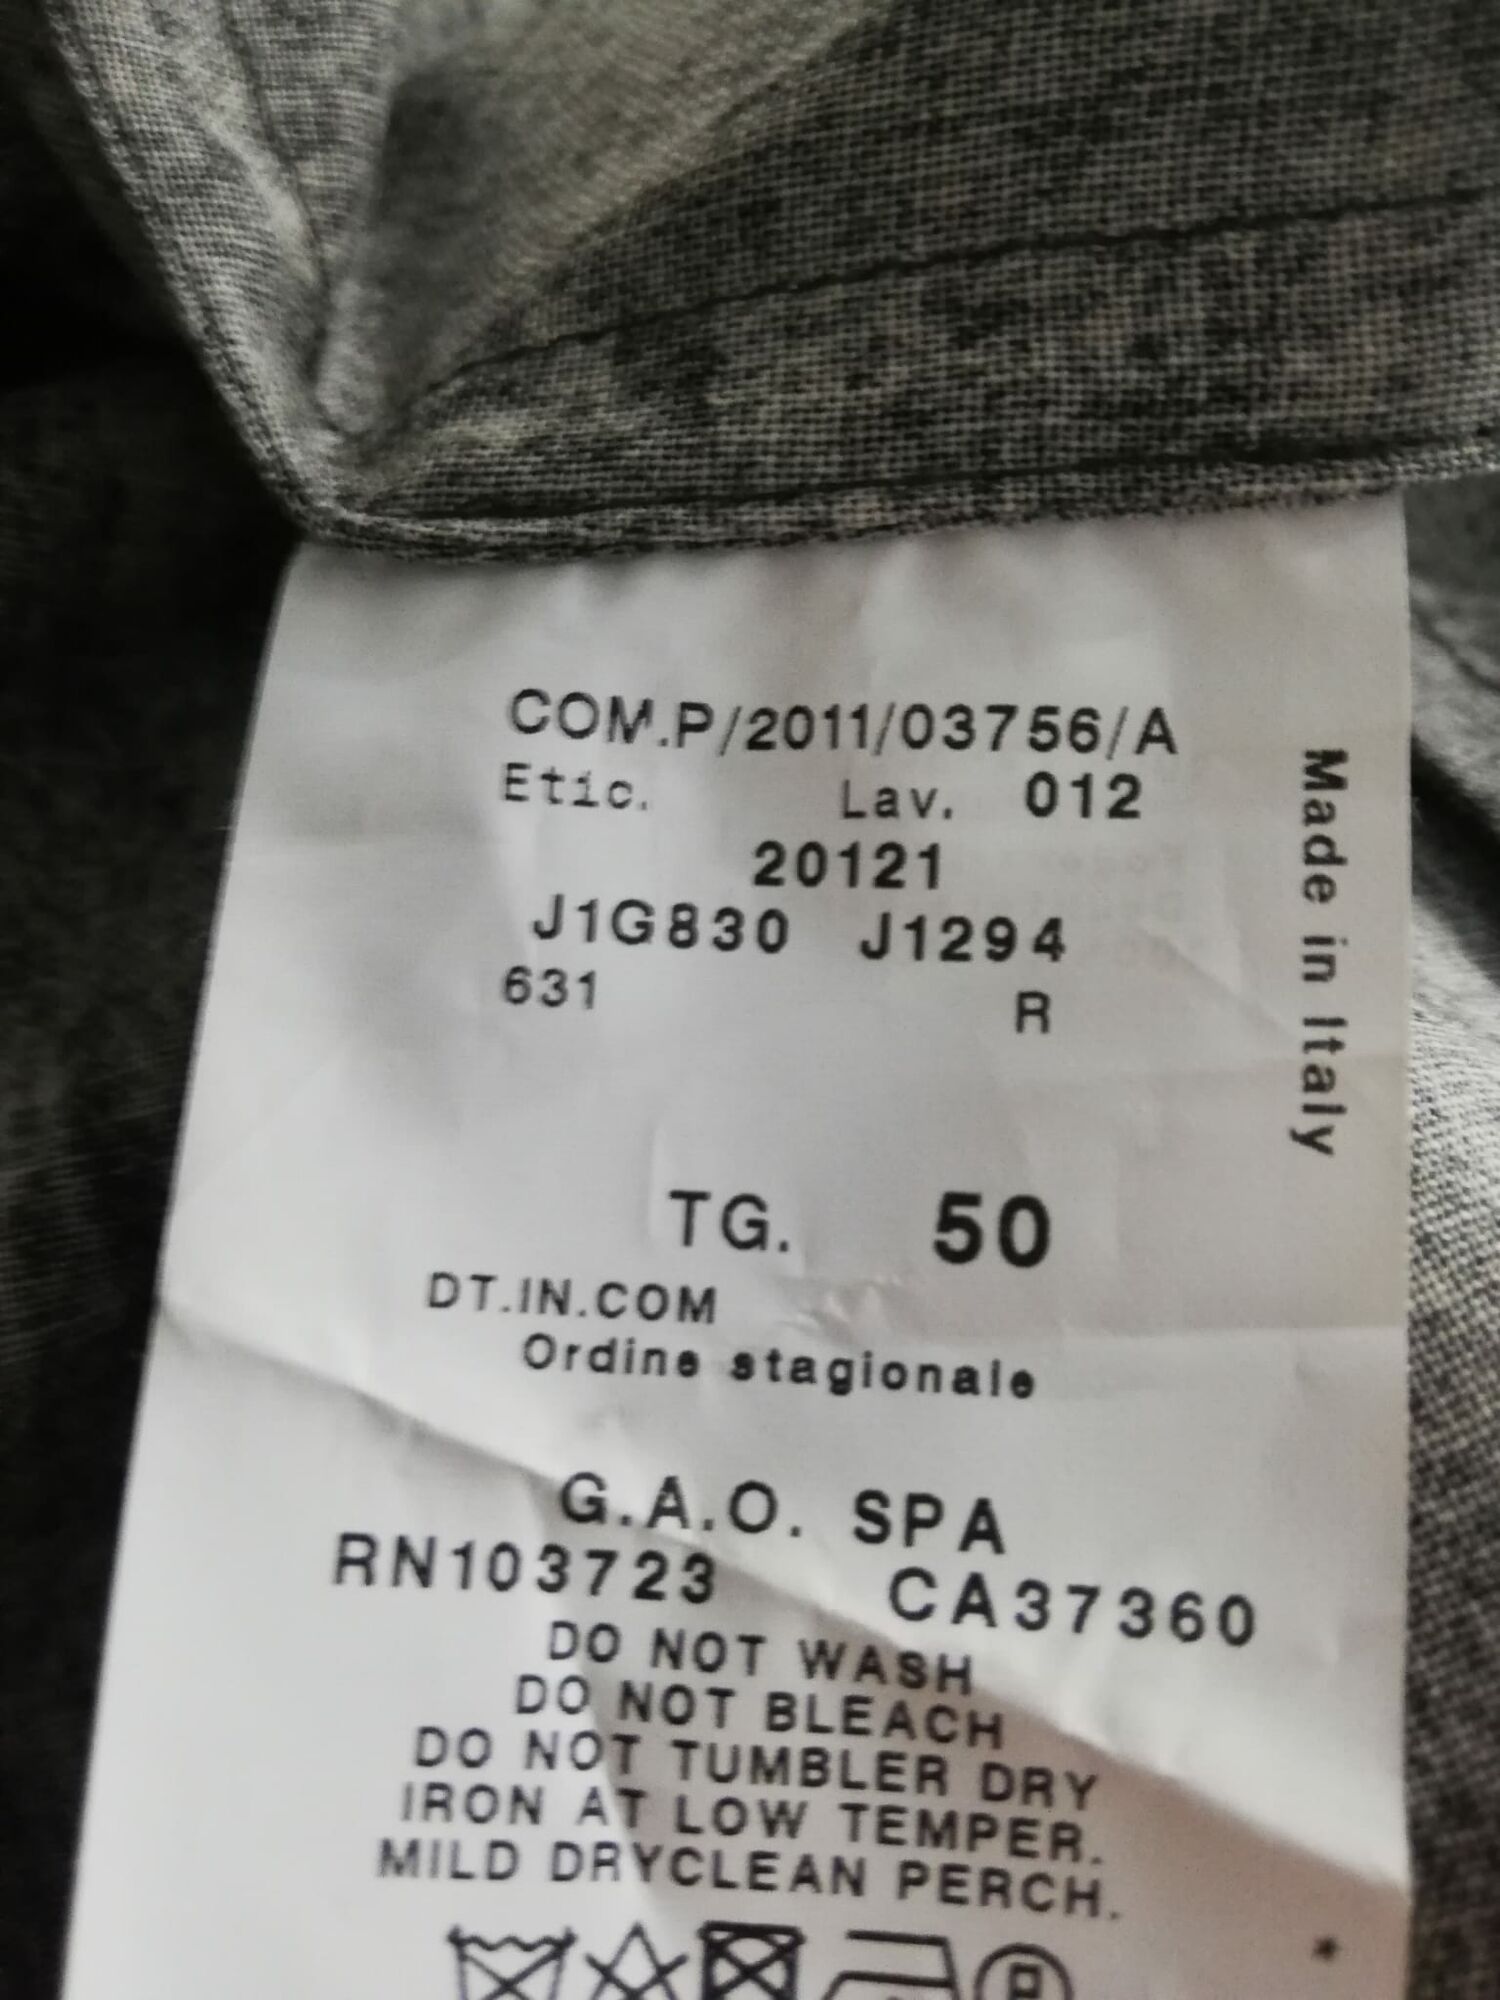 COM.P/2011/03756/A
Etic. Lav. 012
20121
J1G830 J1294
631 R
Made in Italy
TG. 50
DT.IN.COM
Ordine stagionale
G.A.O. SPA
RN103723 CA37360
DO NOT WASH
DO NOT BLEACH
DO NOT TUMBLER DRY
IRON AT LOW TEMPER.
MILD DRYCLEAN PERCH.
P